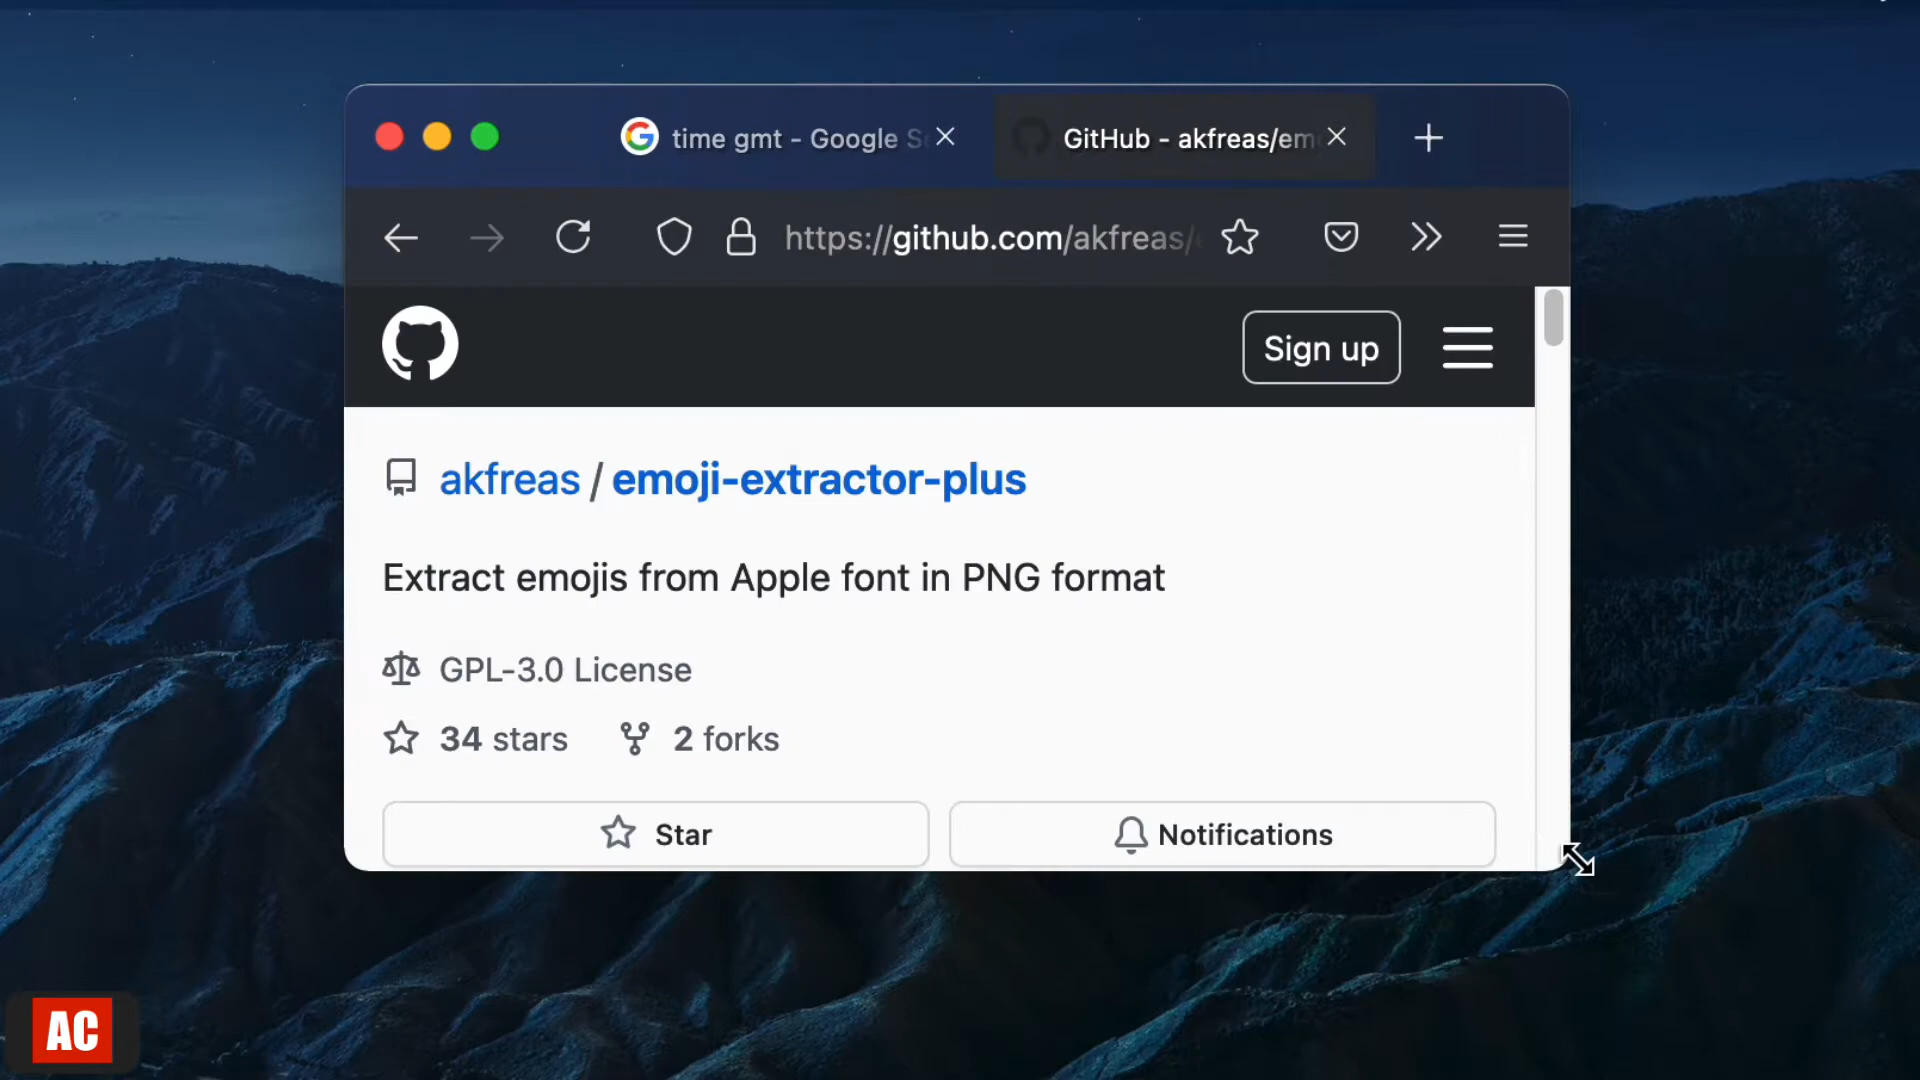 time gmt - Google S
GitHub - akfreas/em
https://github.com/akfreas/
Sign up
akfreas / emoji-extractor-plus
Extract emojis from Apple font in PNG format
GPL-3.0 License
34 stars 2 forks
Star
Notifications
AC